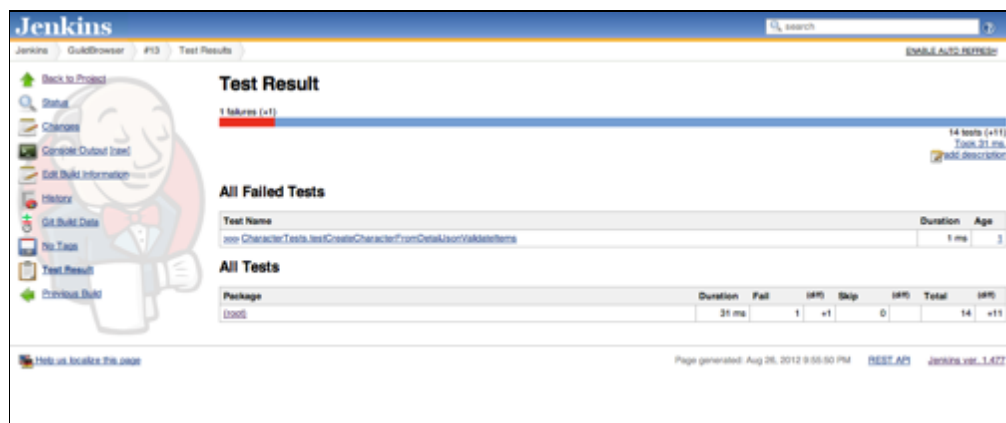 Jenkins
search
Jenkins GuildBrowser #13 Test Results
ENABLE AUTO REFRESH
Back to Project
Status
Changes
Console Output [raw]
Edit Build Information
History
Git Build Data
No Tags
Test Result
Previous Build
Test Result
1 failures (+1)
14 tests (+11)
Took 31 ms.
add description
All Failed Tests
Test Name Duration Age
>>> CharacterTests.testCreateCharacterFromDetailJsonValidateItems 1 ms 1
All Tests
Package Duration Fail (diff) Skip (diff) Total (diff)
(root) 31 ms 1 +1 0 14 +11
Help us localize this page
Page generated: Aug 26, 2012 9:55:50 PM REST API Jenkins ver. 1.477